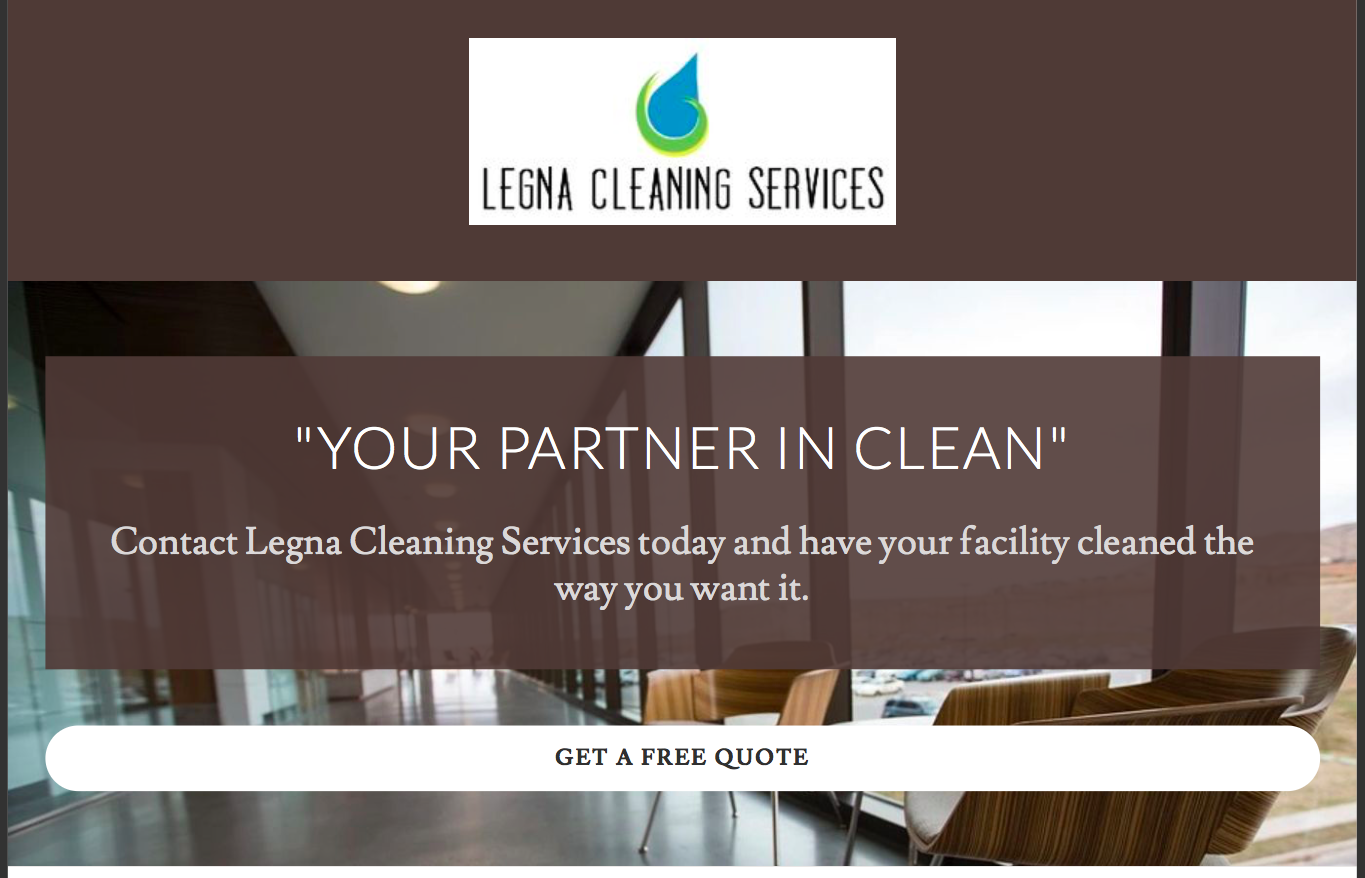 LEGNA CLEANING SERVICES
"YOUR PARTNER IN CLEAN"
Contact Legna Cleaning Services today and have your facility cleaned the
way you want it.
GET A FREE QUOTE